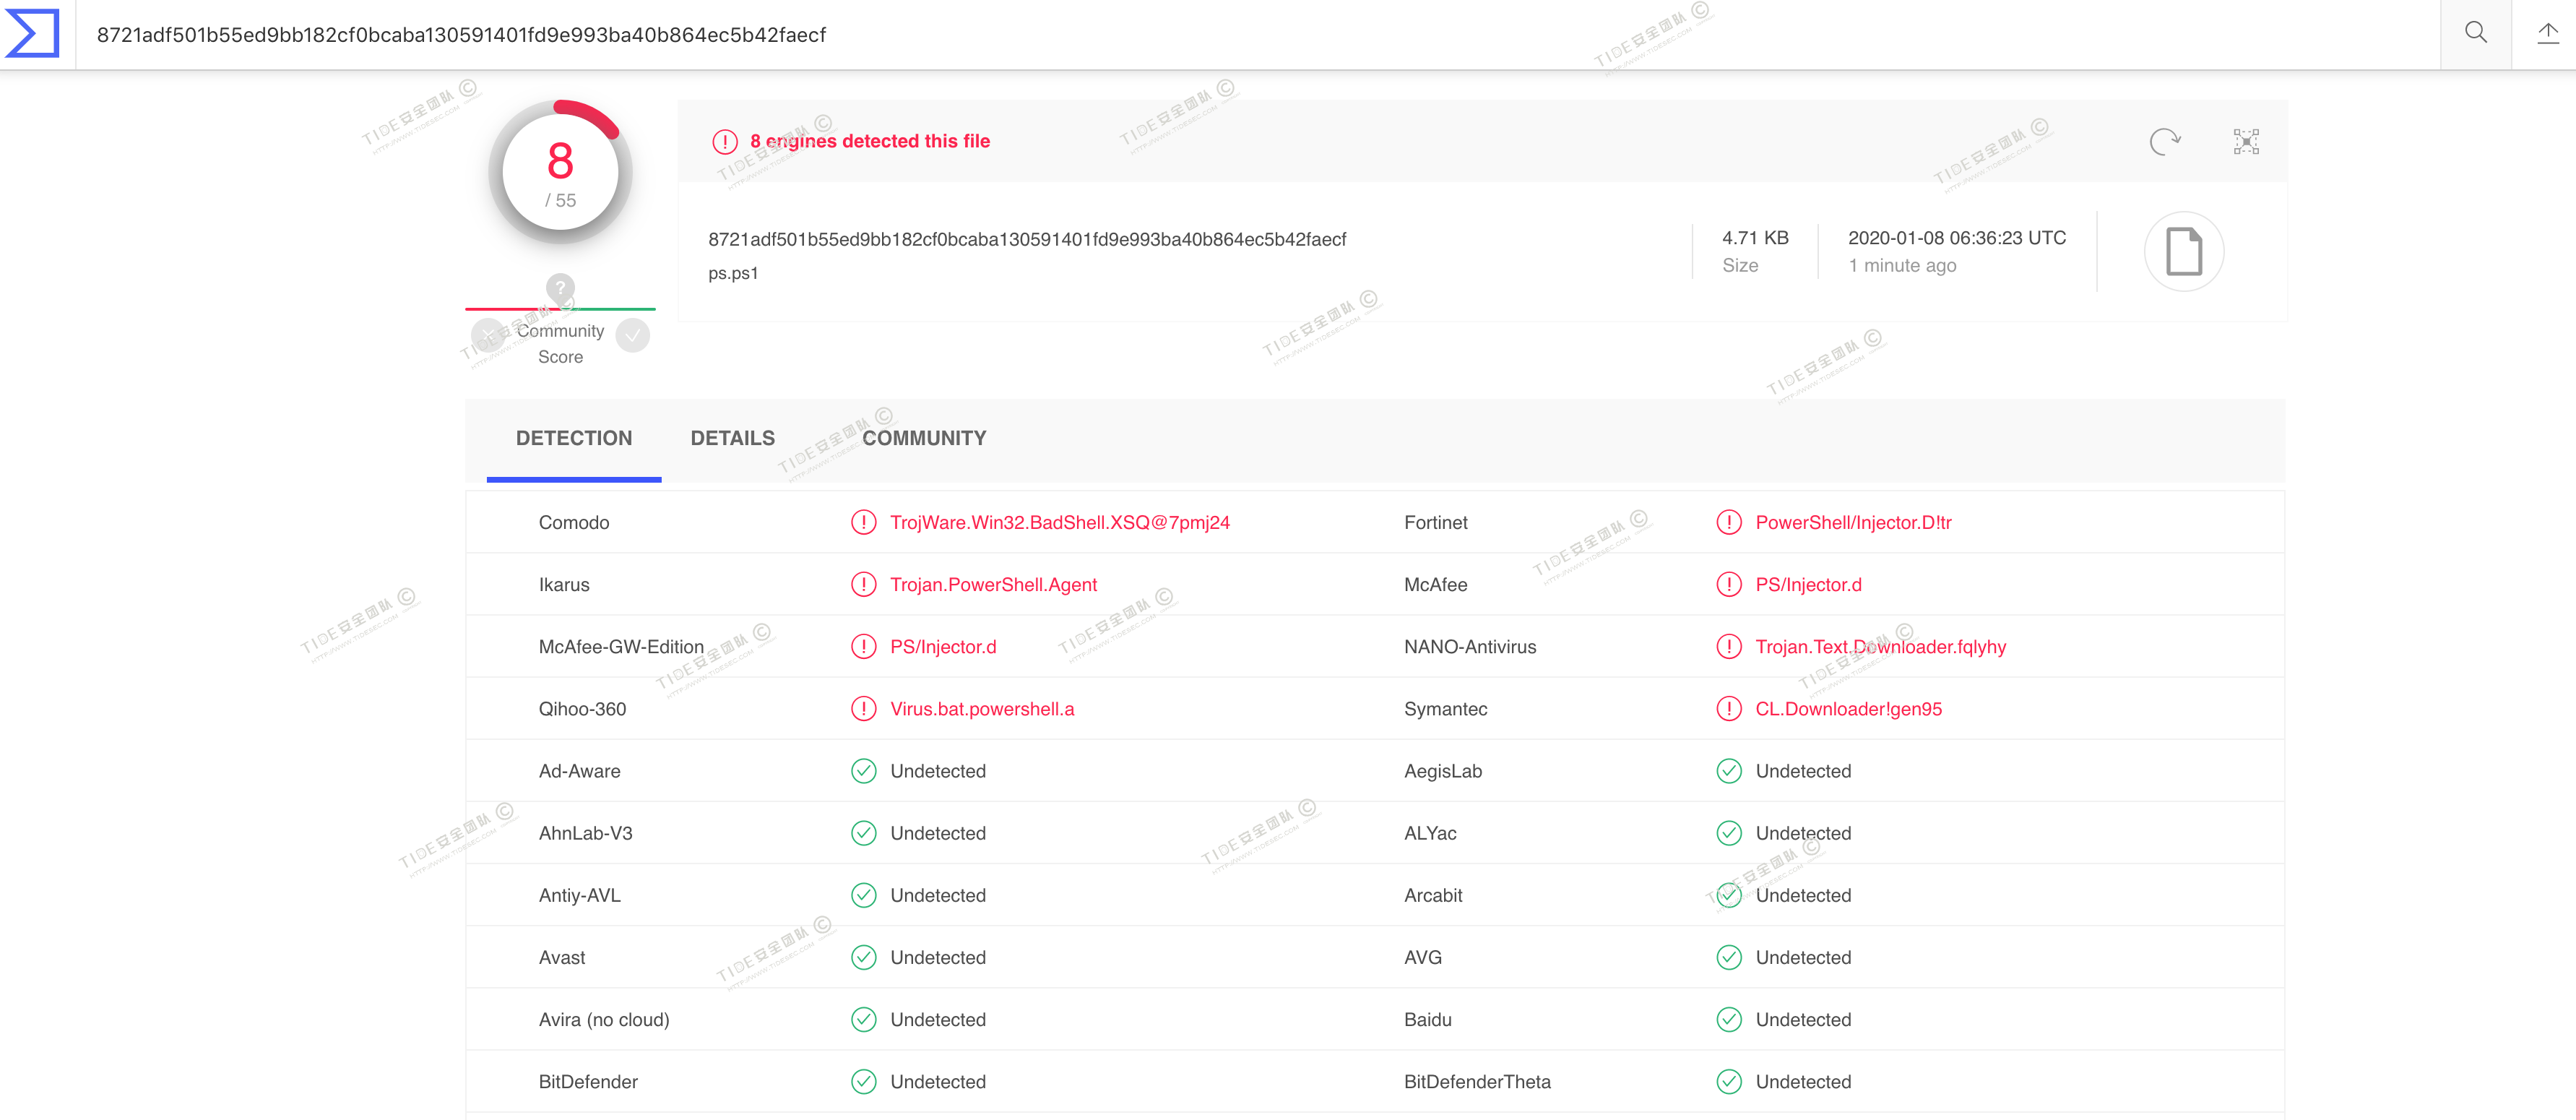 8721adf501b55ed9bb182cf0bcaba130591401fd9e993ba40b864ec5b42faecf
8
/ 55
8 engines detected this file
8721adf501b55ed9bb182cf0bcaba130591401fd9e993ba40b864ec5b42faecf
ps.ps1
4.71 KB
Size
2020-01-08 06:36:23 UTC
1 minute ago
?
Community
Score
DETECTION DETAILS COMMUNITY
Comodo TrojWare.Win32.BadShell.XSQ@7pmj24 Fortinet PowerShell/Injector.D!tr
Ikarus Trojan.PowerShell.Agent McAfee PS/Injector.d
McAfee-GW-Edition PS/Injector.d NANO-Antivirus Trojan.Text.Downloader.fqlyhy
Qihoo-360 Virus.bat.powershell.a Symantec CL.Downloader!gen95
Ad-Aware Undetected AegisLab Undetected
AhnLab-V3 Undetected ALYac Undetected
Antiy-AVL Undetected Arcabit Undetected
Avast Undetected AVG Undetected
Avira (no cloud) Undetected Baidu Undetected
BitDefender Undetected BitDefenderTheta Undetected
TIDE安全团队 ©
HTTP://WWW.TIDESEC.COM